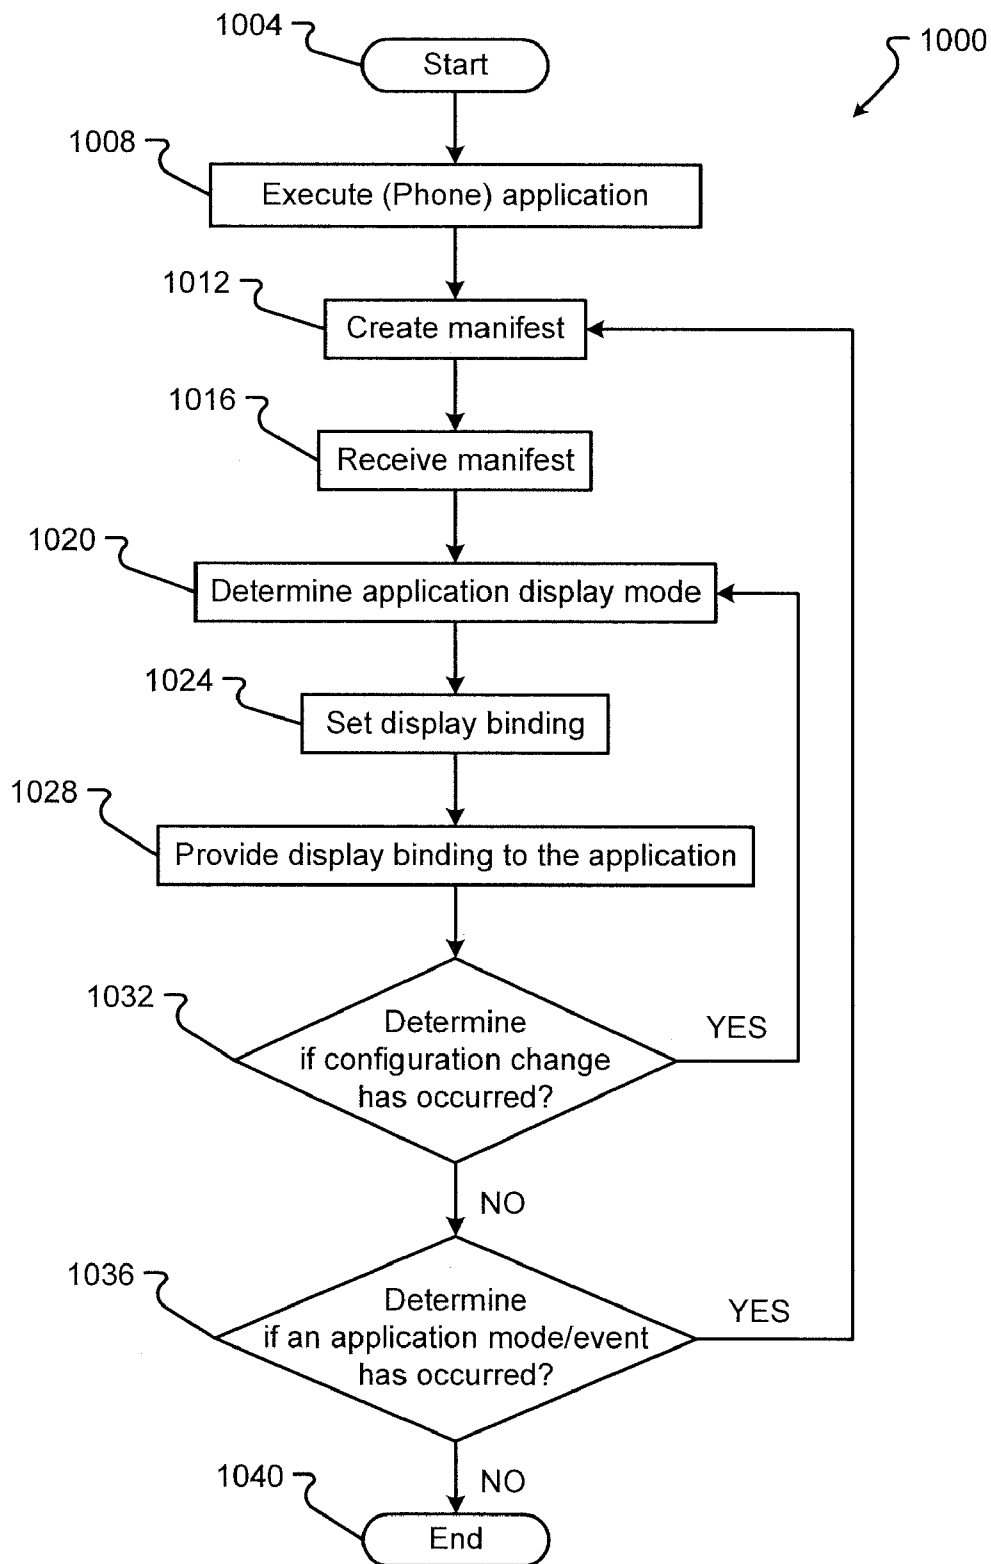 1004
Start
1000
1008
Execute (Phone) application
1012
Create manifest
1016
Receive manifest
1020
Determine application display mode
1024
Set display binding
1028
Provide display binding to the application
1032
Determine
if configuration change
has occurred?
YES
NO
1036
Determine
if an application mode/event
has occurred?
YES
NO
1040
End